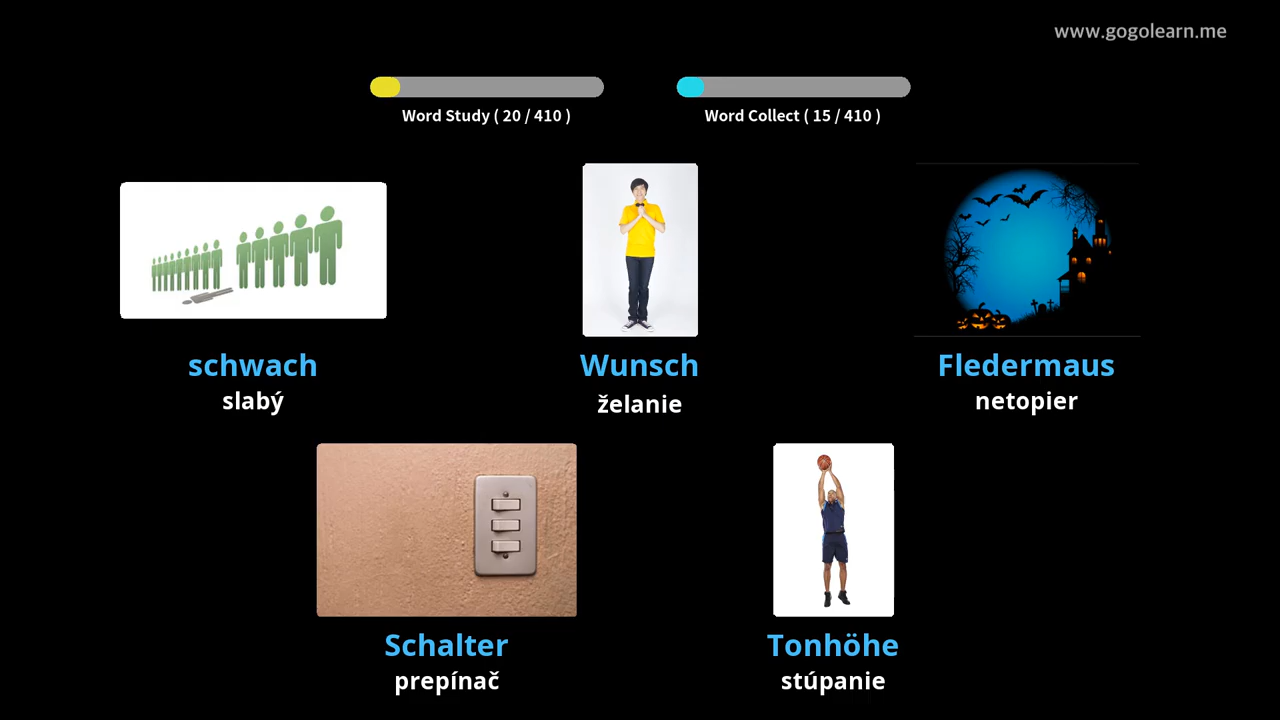 www.gogolearn.me
Word Study ( 20 / 410 )
Word Collect ( 15 / 410 )
schwach
slabý
Wunsch
želanie
Fledermaus
netopier
Schalter
prepínač
Tonhöhe
stúpanie